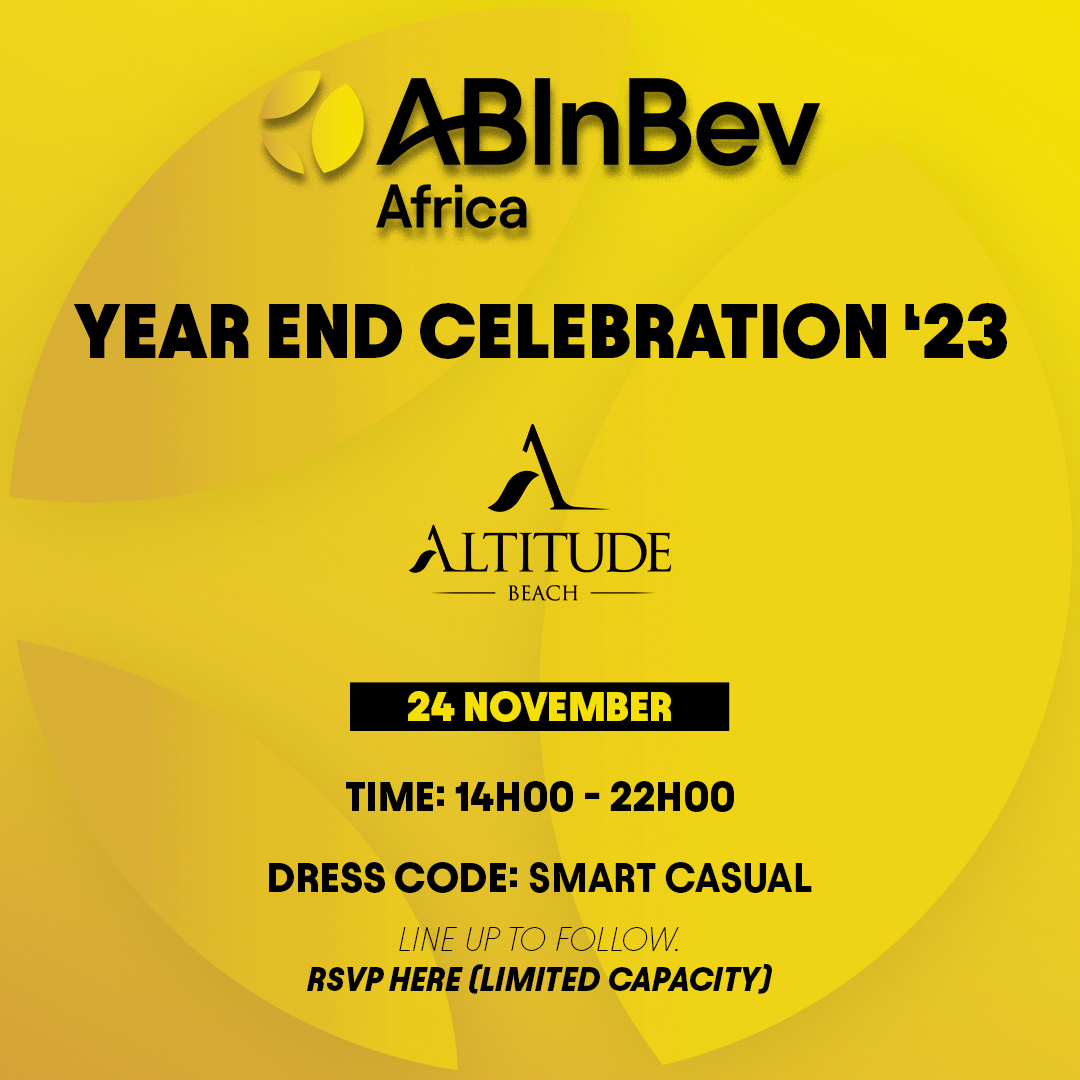 ABInBev
Africa
YEAR END CELEBRATION ‘23
ALTITUDE
BEACH
24 NOVEMBER
TIME: 14H00 - 22H00
DRESS CODE: SMART CASUAL
LINE UP TO FOLLOW.
RSVP HERE (LIMITED CAPACITY)